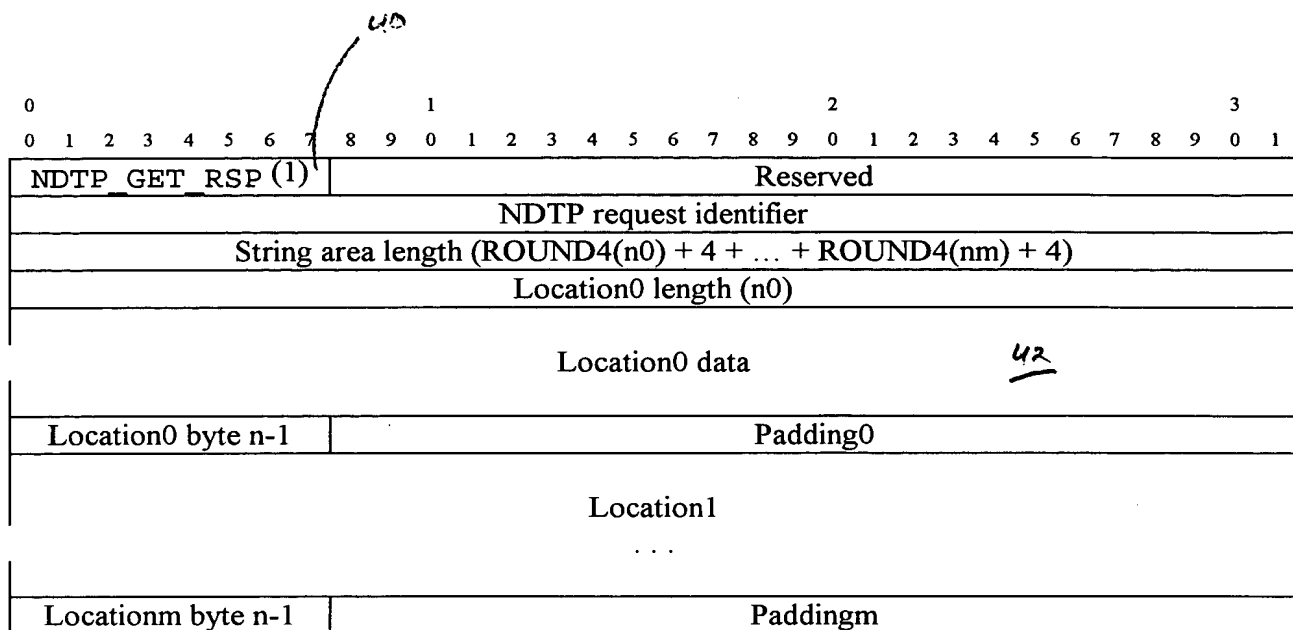 40
0 1 2 3
0 1 2 3 4 5 6 7 8 9 0 1 2 3 4 5 6 7 8 9 0 1 2 3 4 5 6 7 8 9 0 1
NDTP_GET_RSP (1) Reserved
NDTP request identifier
String area length (ROUND4(n0) + 4 + ... + ROUND4(nm) + 4)
Location0 length (n0)
Location0 data 42
Location0 byte n-1 Padding0
Location1
. . .
Locationm byte n-1 Paddingm